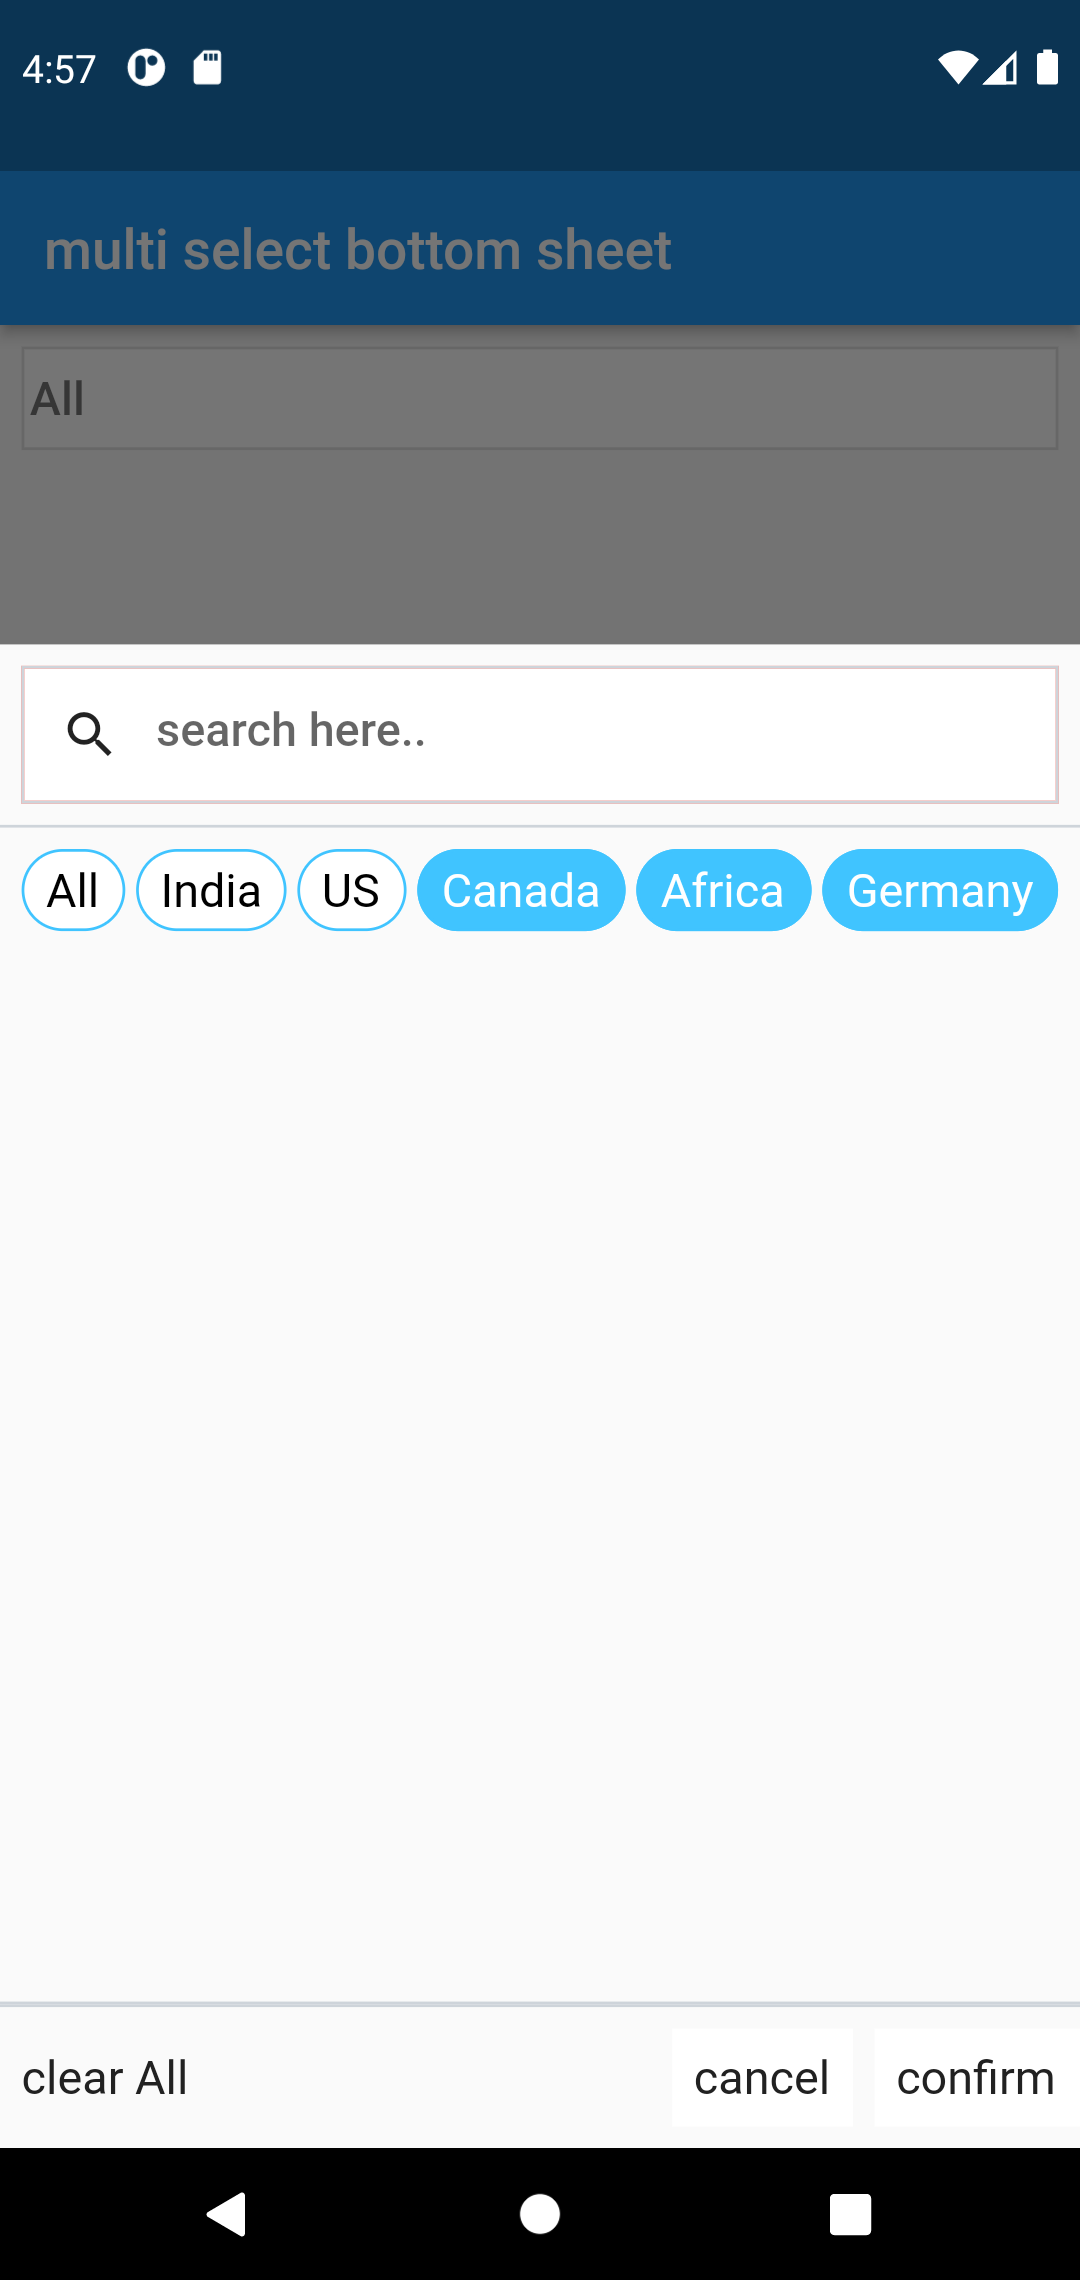 4:57
multi select bottom sheet
All
search here..
All India US Canada Africa Germany
clear All cancel confirm